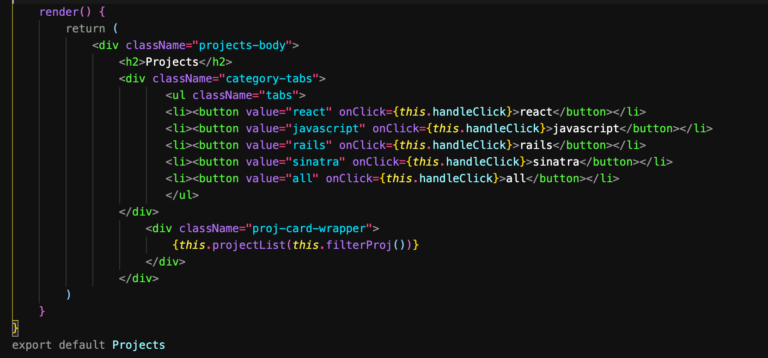 render() {
return (
<div className="projects-body">
<h2>Projects</h2>
<div className="category-tabs">
<ul className="tabs">
<li><button value="react" onClick={this.handleClick}>react</button></li>
<li><button value="javascript" onClick={this.handleClick}>javascript</button></li>
<li><button value="rails" onClick={this.handleClick}>rails</button></li>
<li><button value="sinatra" onClick={this.handleClick}>sinatra</button></li>
<li><button value="all" onClick={this.handleClick}>all</button></li>
</ul>
</div>
<div className="proj-card-wrapper">
{this.projectList(this.filterProj())}
</div>
</div>
)
}
}
export default Projects